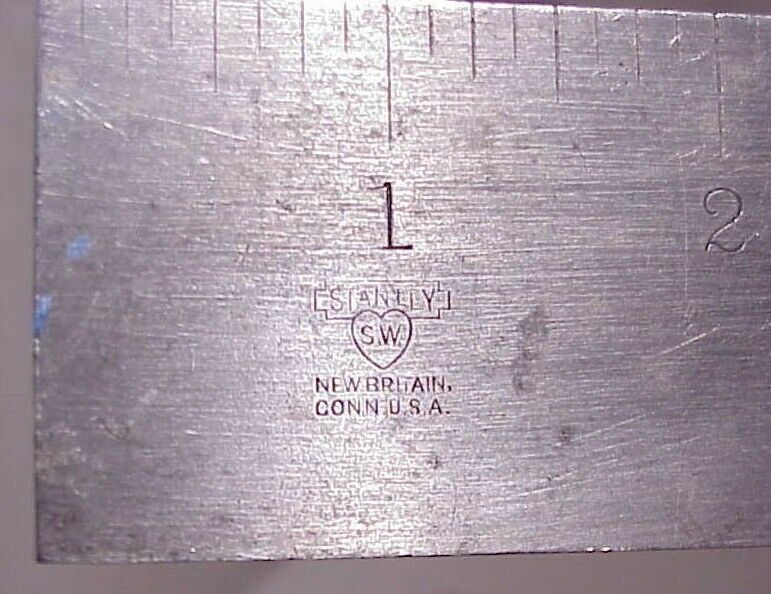 1 2
STANLEY
S.W.
NEW BRITAIN,
CONN. U.S.A.